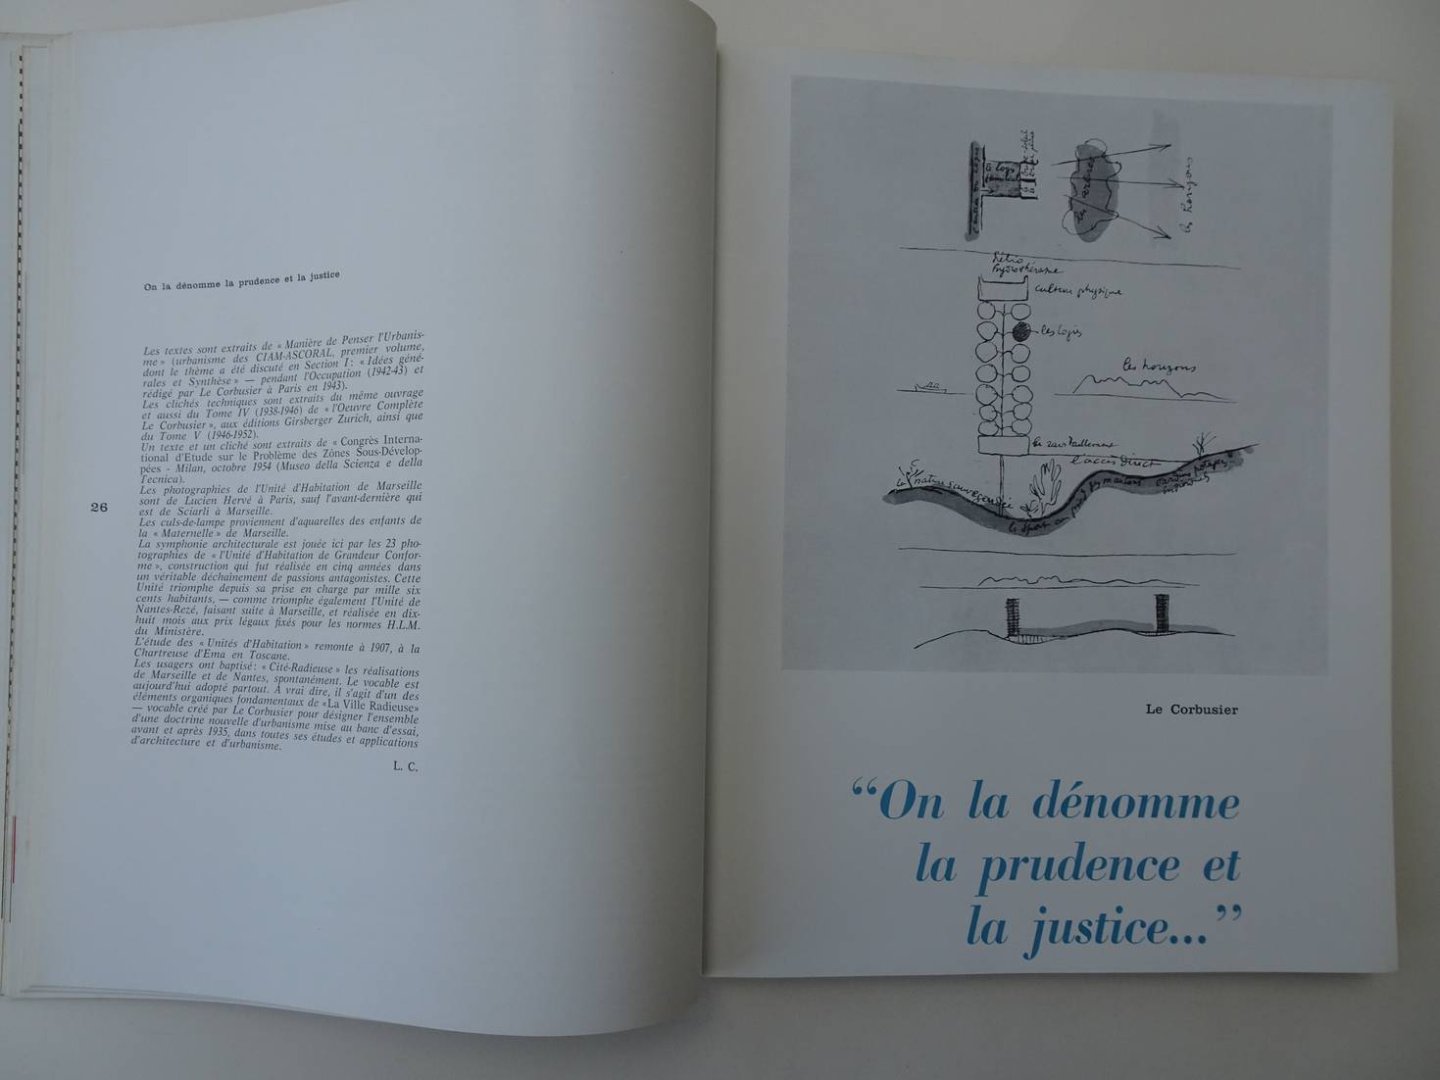 On la dénomme la prudence et la justice
Les textes sont extraits de « Manière de Penser l'Urbanis-
me » (urbanisme des CIAM-ASCORAL, premier volume,
dont le thème a été discuté en Section I : « Idées géné-
rales et Synthèse » — pendant l'Occupation (1942-43) et
rédigé par Le Corbusier à Paris en 1943).
Les clichés techniques sont extraits du même ouvrage
et aussi du Tome IV (1938-1946) de « l'Oeuvre Complète
Le Corbusier », aux éditions Girsberger Zurich, ainsi que
du Tome V (1946-1952).
Un texte et un cliché sont extraits de « Congrès Interna-
tional d'Etude sur le Problème des Zônes Sous-Dévelop-
pées - Milan, octobre 1954 (Museo della Scienza e della
Tecnica).
Les photographies de l'Unité d'Habitation de Marseille
sont de Lucien Hervé à Paris, sauf l'avant-dernière qui
est de Sciarli à Marseille.
Les culs-de-lampe proviennent d'aquarelles des enfants de
la « Maternelle » de Marseille.
La symphonie architecturale est jouée ici par les 23 pho-
tographies de « l'Unité d'Habitation de Grandeur Confor-
me », construction qui fut réalisée en cinq années dans
un véritable déchaînement de passions antagonistes. Cette
Unité triomphe depuis sa prise en charge par mille six
cents habitants, — comme triomphe également l'Unité de
Nantes-Rezé, faisant suite à Marseille, et réalisée en dix-
huit mois aux prix légaux fixés pour les normes H.L.M.
du Ministère.
L'étude des « Unités d'Habitation » remonte à 1907, à la
Chartreuse d'Ema en Toscane.
Les usagers ont baptisé : « Cité-Radieuse » les réalisations
de Marseille et de Nantes, spontanément. Le vocable est
aujourd'hui adopté partout. A vrai dire, il s'agit d'un des
éléments organiques fondamentaux de «La Ville Radieuse»
— vocable créé par Le Corbusier pour désigner l'ensemble
d'une doctrine nouvelle d'urbanisme mise au banc d'essai,
avant et après 1935, dans toutes ses études et applications
d'architecture et d'urbanisme.
L. C.
26
les horizons
hydrothérapie
culture physique
les logis
les horizons
l'accès direct
la nature sauvegardée
Le Corbusier
“On la dénomme
la prudence et
la justice...”